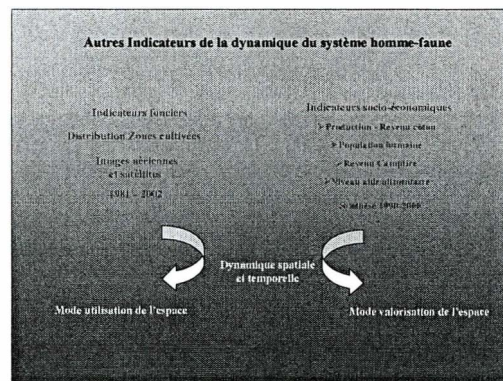 Autres Indicateurs de la dynamique du système homme-faune
Indicateurs fonciers
Distribution Zones cultivées
Images aériennes
et satellites
1981 – 2002
Indicateurs socio-économiques
➢ Production - Revenu coton
➢ Population humaine
➢ Revenu Campfire
➢ Niveau aide alimentaire
Synthèse 1990-2000
Dynamique spatiale
et temporelle
Mode utilisation de l'espace
Mode valorisation de l'espace